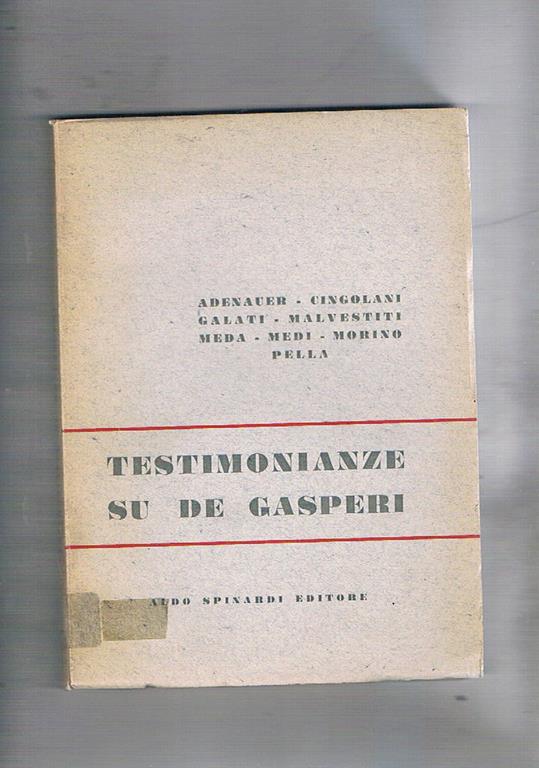 ADENAUER - CINGOLANI
GALATI - MALVESTITI
MEDA - MEDI - MORINO
PELLA
TESTIMONIANZE
SU DE GASPERI
ALDO SPINARDI EDITORE